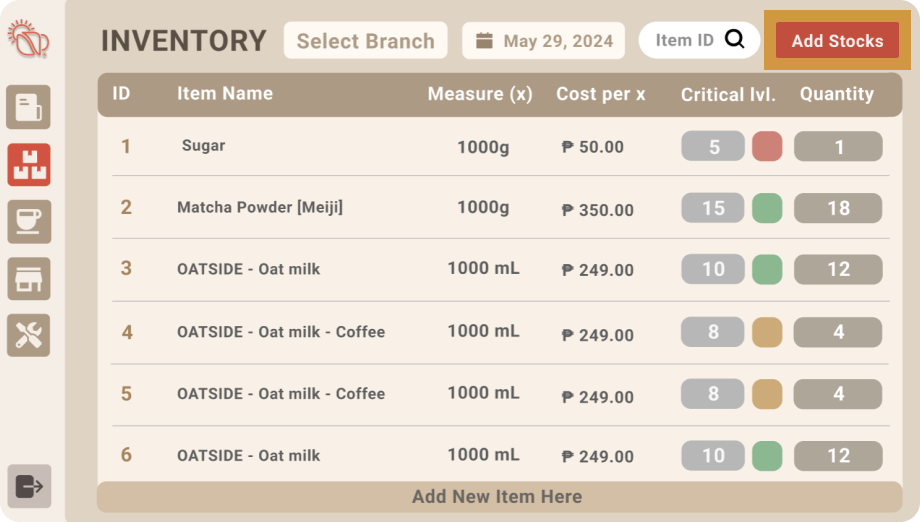 INVENTORY Select Branch May 29, 2024 Item ID Add Stocks
ID Item Name Measure (x) Cost per x Critical lvl. Quantity
1 Sugar 1000g ₱ 50.00 5 1
2 Matcha Powder [Meiji] 1000g ₱ 350.00 15 18
3 OATSIDE - Oat milk 1000 mL ₱ 249.00 10 12
4 OATSIDE - Oat milk - Coffee 1000 mL ₱ 249.00 8 4
5 OATSIDE - Oat milk - Coffee 1000 mL ₱ 249.00 8 4
6 OATSIDE - Oat milk 1000 mL ₱ 249.00 10 12
Add New Item Here